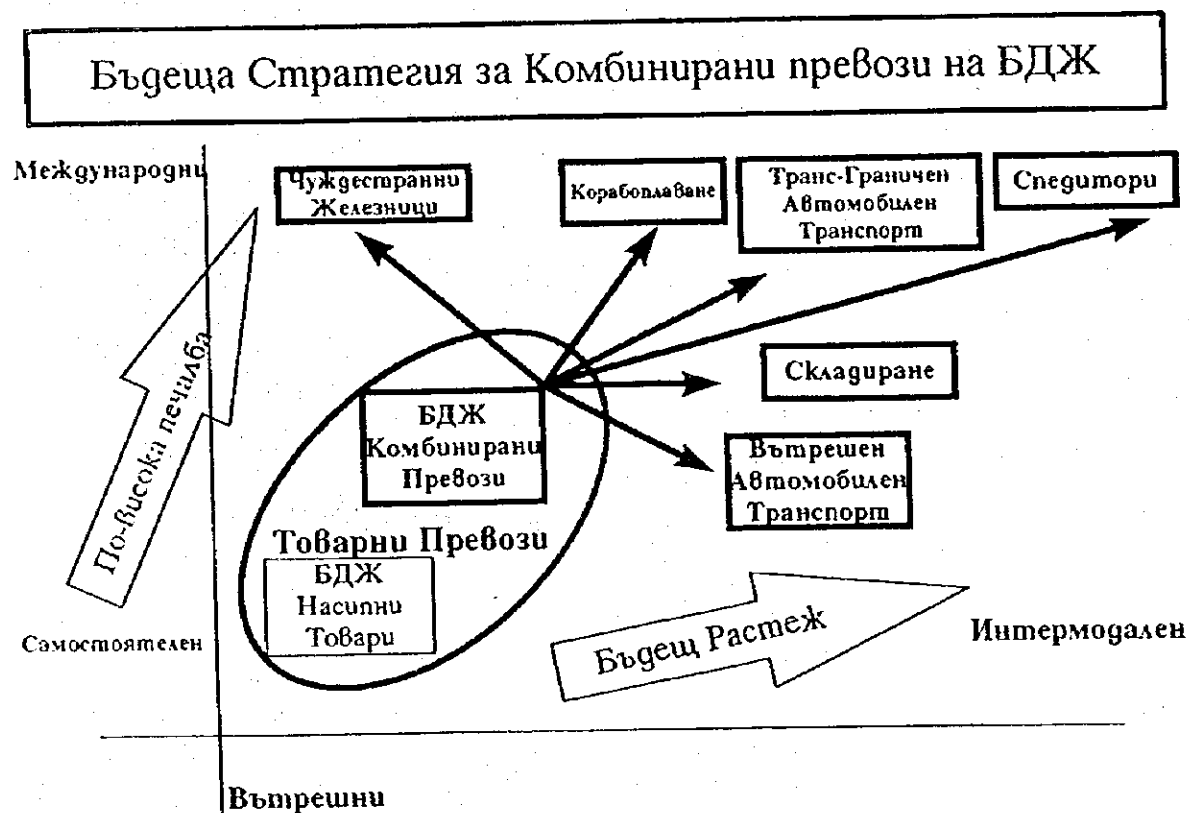 Бъдеща Стратегия за Комбинирани превози на БДЖ
Международни
Чуждестранни
Железници
Корабоплаване
Транс-Граничен
Автомобилен
Транспорт
Спедитори
По-висока печалба
Складиране
БДЖ
Комбинирани
Превози
Вътрешен
Автомобилен
Транспорт
Товарни Превози
БДЖ
Насипни
Товари
Самостоятелен
Бъдещ Растеж
Интермодален
Вътрешни